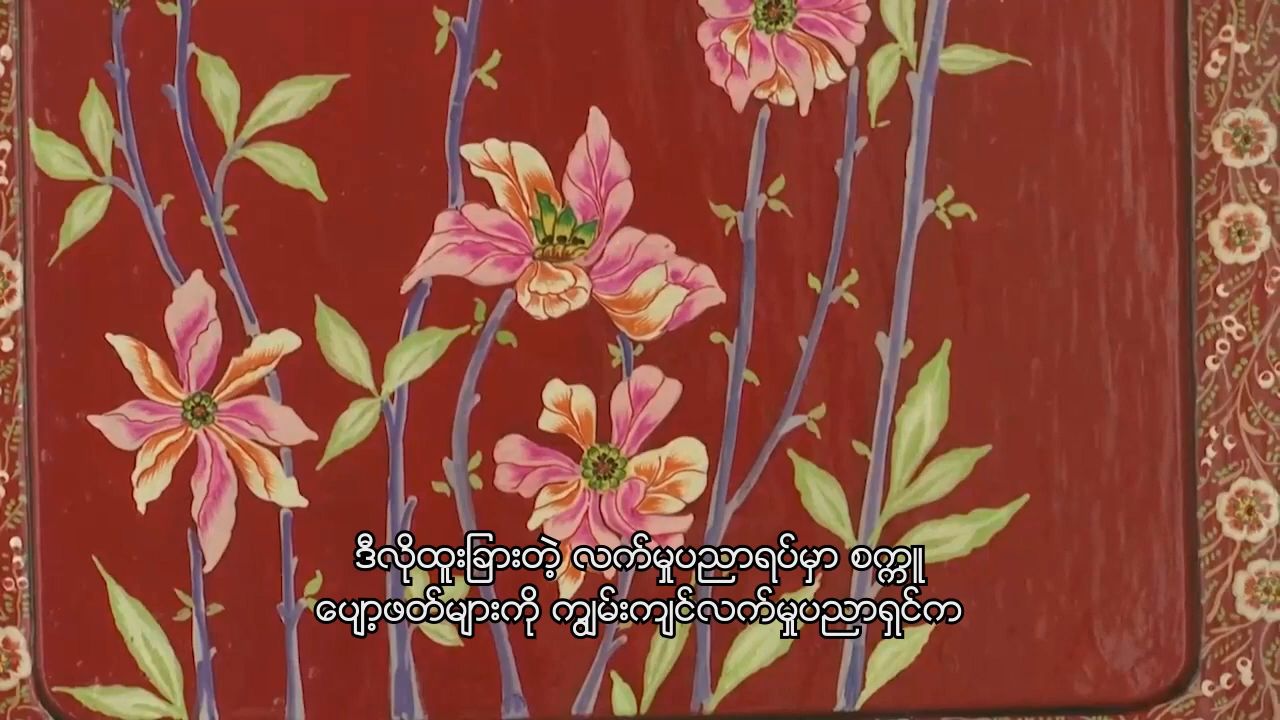 ဒီလိုထူးခြားတဲ့ လက်မှုပညာရပ်မှာ စက္ကူ
ပျော့ဖတ်များကို ကျွမ်းကျင်လက်မှုပညာရှင်က